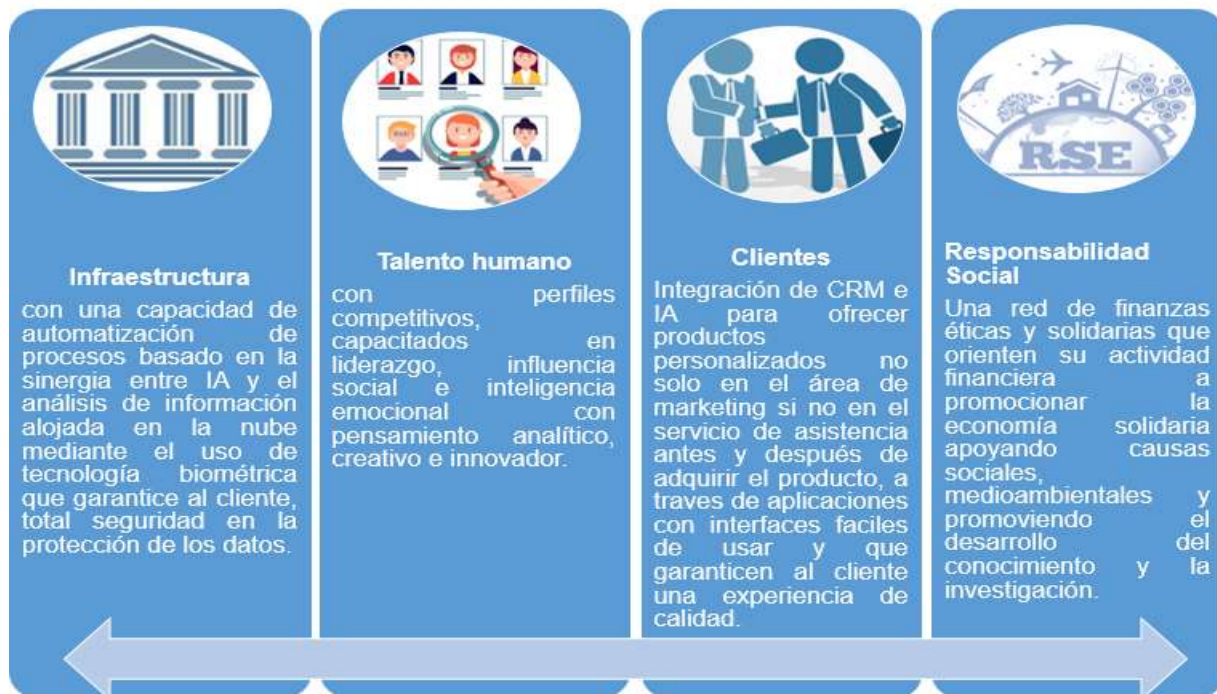 Infraestructura
con una capacidad de
automatización de
procesos basado en la
sinergia entre IA y el
análisis de información
alojada en la nube
mediante el uso de
tecnología biométrica
que garantice al cliente,
total seguridad en la
protección de los datos.
Talento humano
con perfiles
competitivos,
capacitados en
liderazgo, influencia
social e inteligencia
emocional con
pensamiento analítico,
creativo e innovador.
Clientes
Integración de CRM e
IA para ofrecer
productos
personalizados no
solo en el área de
marketing si no en el
servicio de asistencia
antes y después de
adquirir el producto, a
traves de aplicaciones
con interfaces faciles
de usar y que
garanticen al cliente
una experiencia de
calidad.
RSE
Responsabilidad
Social
Una red de finanzas
éticas y solidarias que
orienten su actividad
financiera a
promocionar la
economía solidaria
apoyando causas
sociales,
medioambientales y
promoviendo el
desarrollo del
conocimiento y la
investigación.